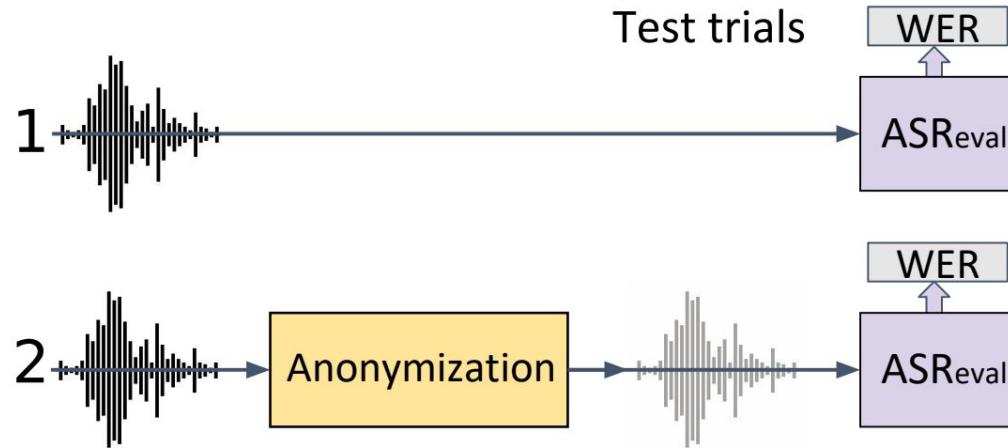 Test trials
WER
1
ASReval
WER
2
Anonymization
ASReval